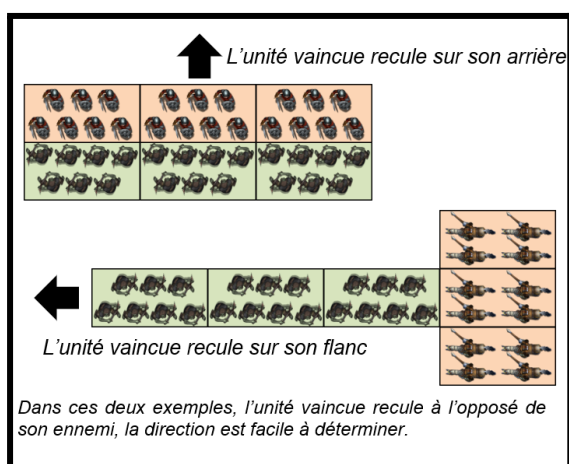 L'unité vaincue recule sur son arrière
L'unité vaincue recule sur son flanc
Dans ces deux exemples, l'unité vaincue recule à l'opposé de
son ennemi, la direction est facile à déterminer.